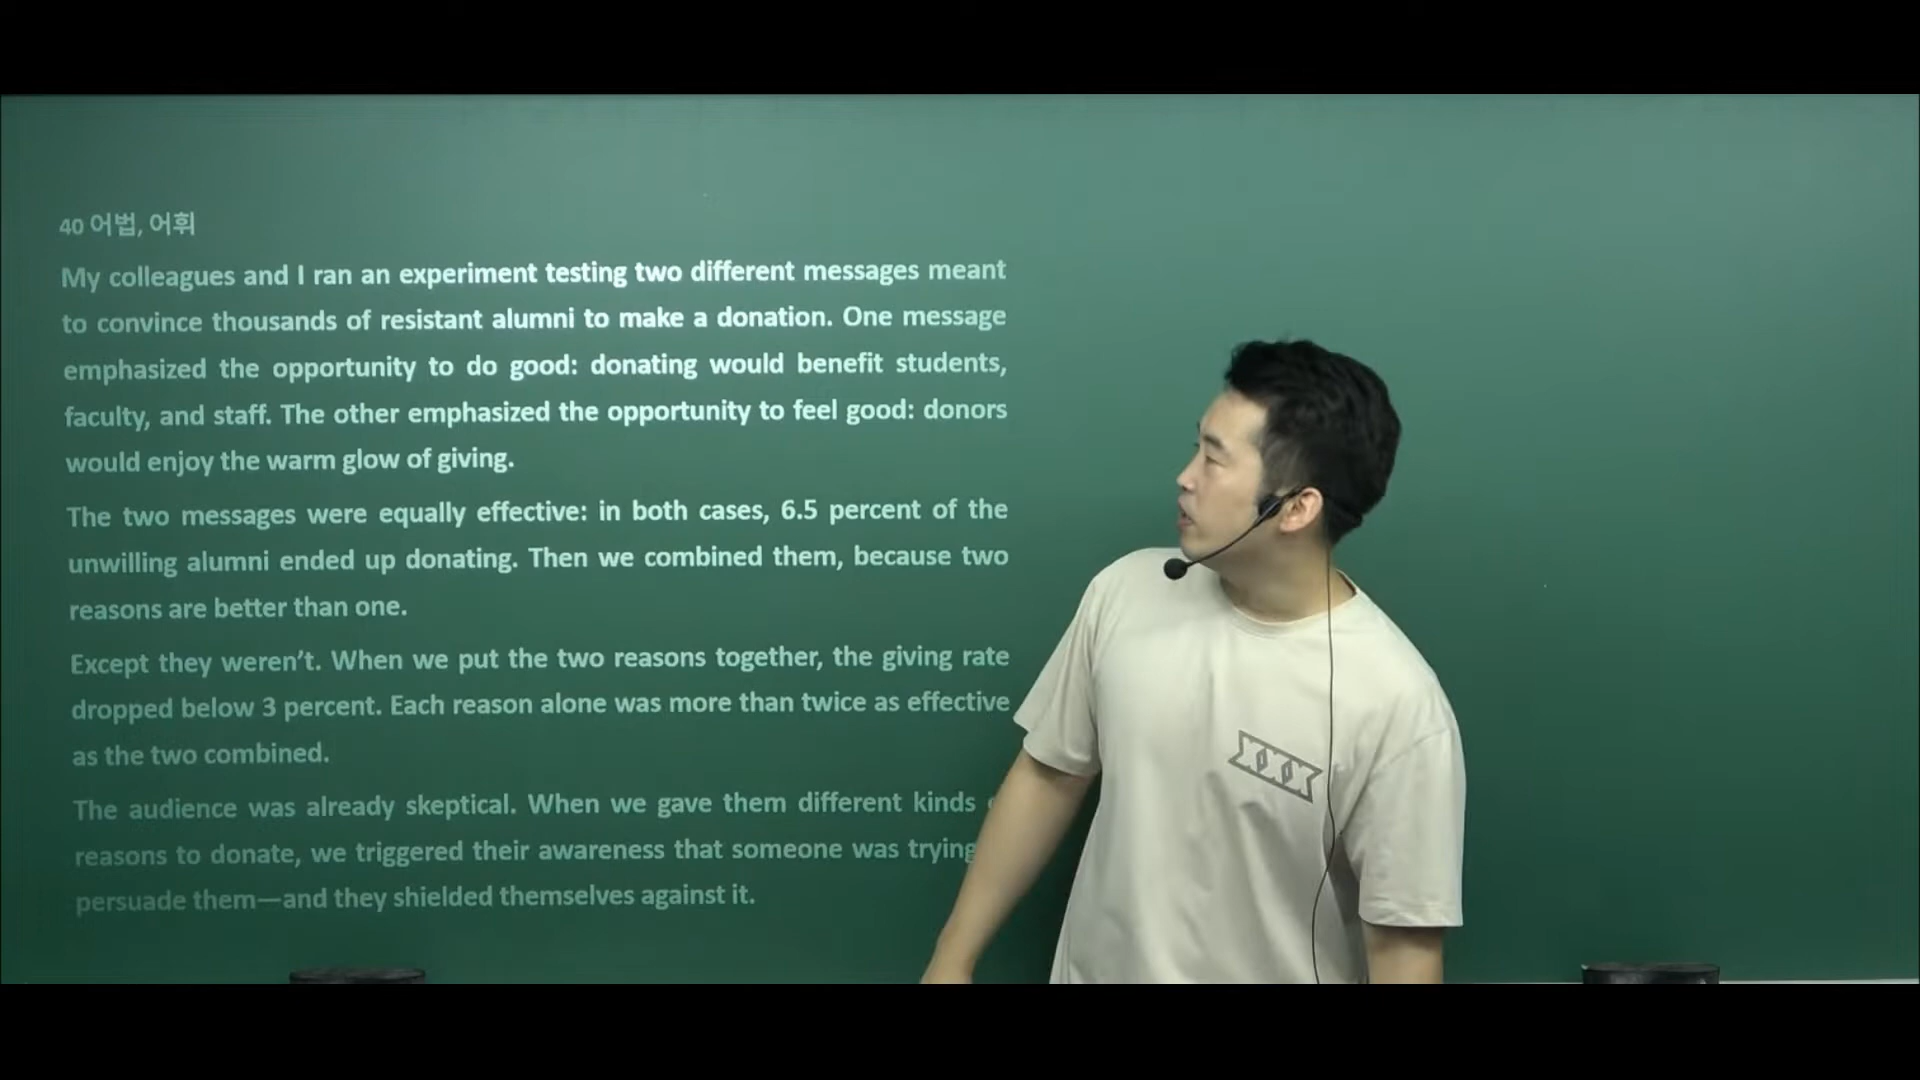 40 어법, 어휘
My colleagues and I ran an experiment testing two different messages meant
to convince thousands of resistant alumni to make a donation. One message
emphasized the opportunity to do good: donating would benefit students,
faculty, and staff. The other emphasized the opportunity to feel good: donors
would enjoy the warm glow of giving.
The two messages were equally effective: in both cases, 6.5 percent of the
unwilling alumni ended up donating. Then we combined them, because two
reasons are better than one.
Except they weren't. When we put the two reasons together, the giving rate
dropped below 3 percent. Each reason alone was more than twice as effective
as the two combined.
The audience was already skeptical. When we gave them different kinds
reasons to donate, we triggered their awareness that someone was trying
persuade them—and they shielded themselves against it.
XXX